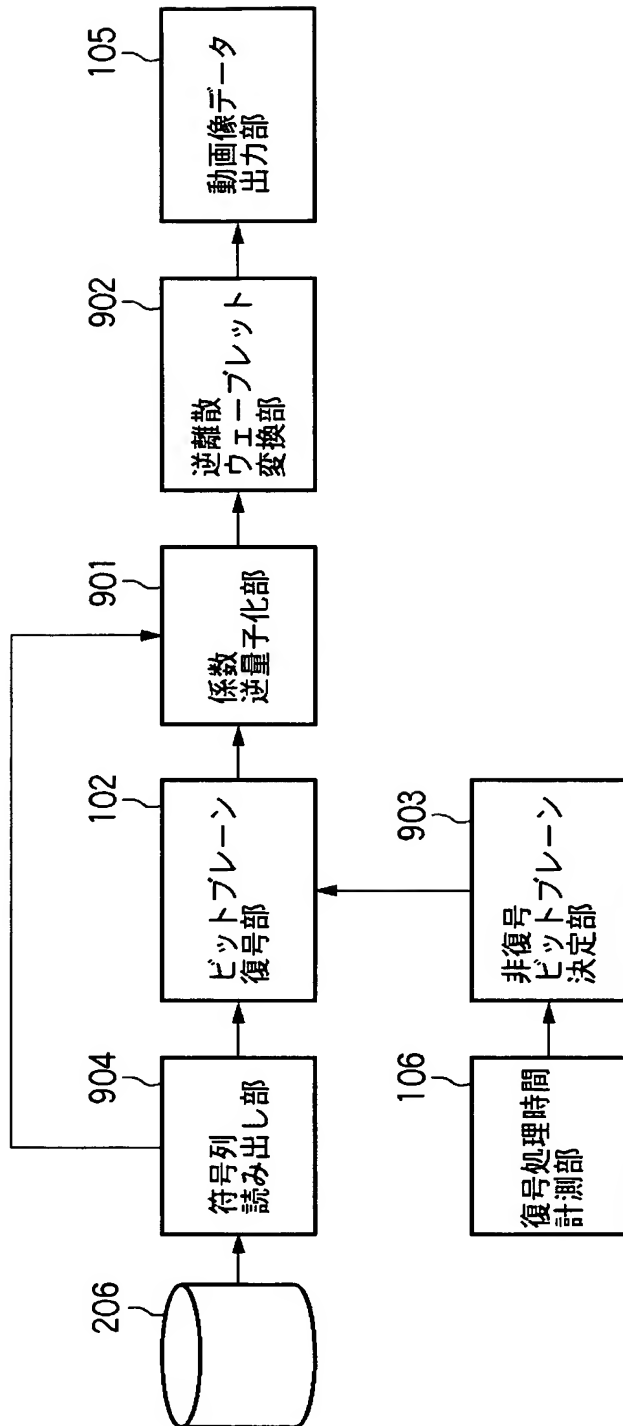 206
904
符号列
読み出し部
102
ビットプレーン
復号部
901
係数
逆量子化部
902
逆離散
ウェーブレット
変換部
105
動画像データ
出力部
106
復号処理時間
計測部
903
非復号
ビットプレーン
決定部